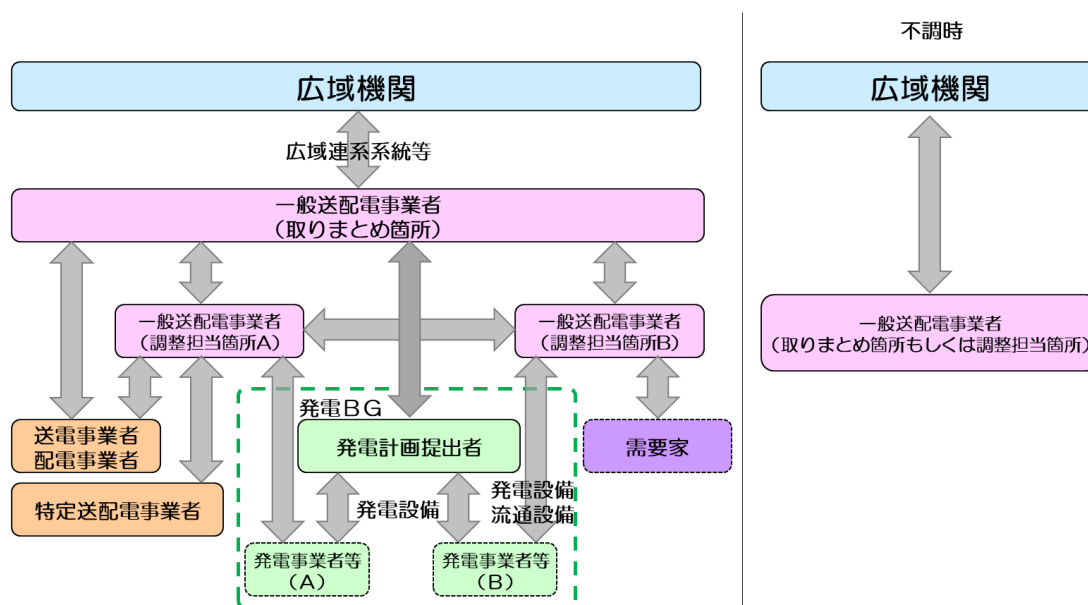 不調時
広域機関
広域機関
広域連系系統等
一般送配電事業者
（取りまとめ箇所）
一般送配電事業者
（調整担当箇所A）
一般送配電事業者
（調整担当箇所B）
一般送配電事業者
（取りまとめ箇所もしくは調整担当箇所）
発電ＢＧ
送電事業者
配電事業者
発電計画提出者
需要家
特定送配電事業者
発電設備
発電設備
流通設備
発電事業者等
（A）
発電事業者等
（B）